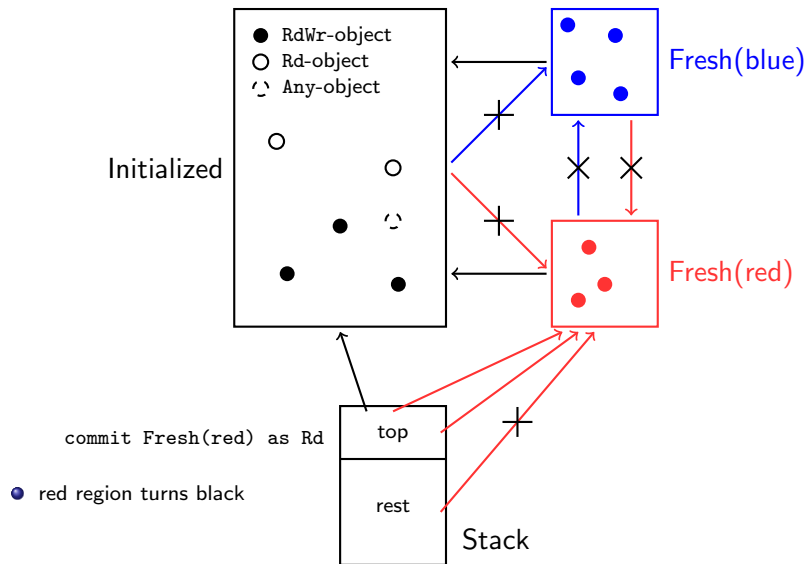 RdWr-object
Rd-object
Any-object
Fresh(blue)
Initialized
Fresh(red)
commit Fresh(red) as Rd
top
red region turns black
rest
Stack